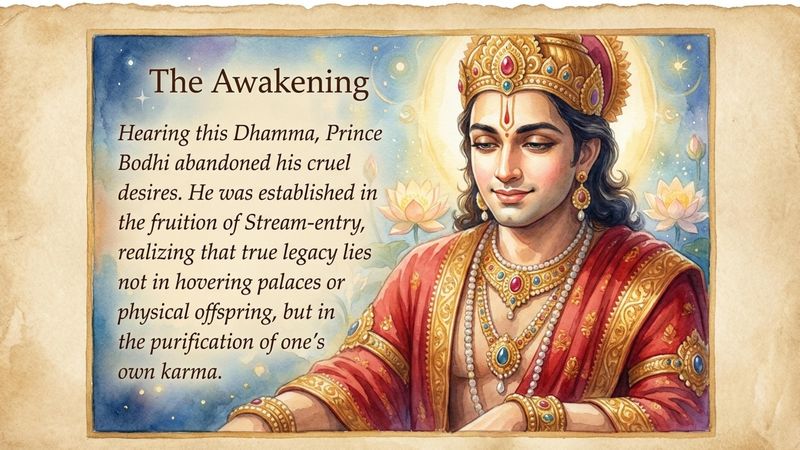 The Awakening
Hearing this Dhamma, Prince
Bodhi abandoned his cruel
desires. He was established in
the fruition of Stream-entry,
realizing that true legacy lies
not in hovering palaces or
physical offspring, but in
the purification of one’s
own karma.